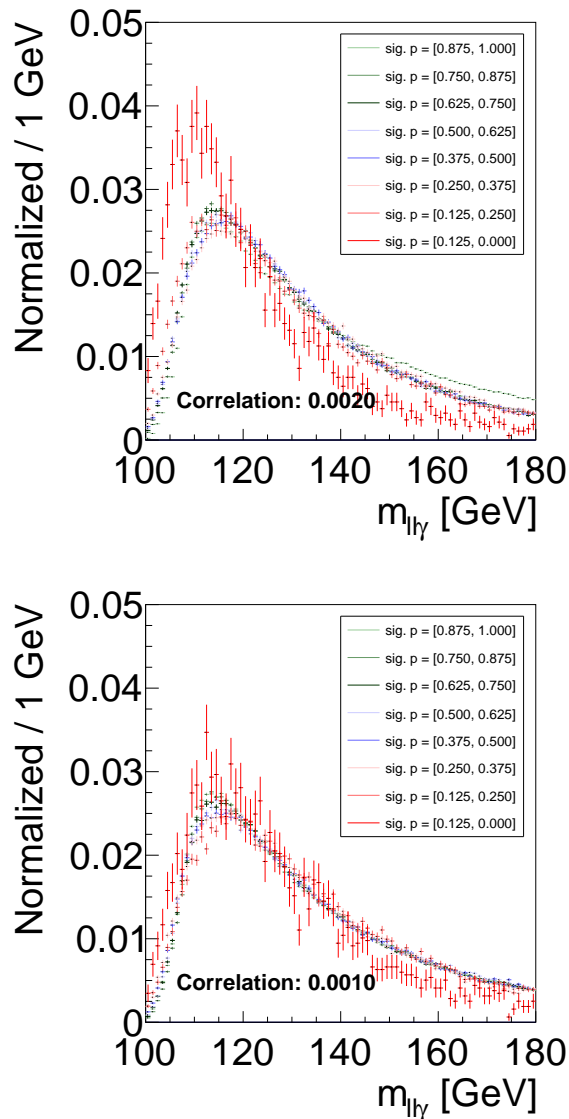 Normalized / 1 GeV
0.05
0.04
0.03
0.02
0.01
0
sig. p = [0.875, 1.000]
sig. p = [0.750, 0.875]
sig. p = [0.625, 0.750]
sig. p = [0.500, 0.625]
sig. p = [0.375, 0.500]
sig. p = [0.250, 0.375]
sig. p = [0.125, 0.250]
sig. p = [0.125, 0.000]
Correlation: 0.0020
100 120 140 160 180
m_{llγ} [GeV]
Normalized / 1 GeV
0.05
0.04
0.03
0.02
0.01
0
sig. p = [0.875, 1.000]
sig. p = [0.750, 0.875]
sig. p = [0.625, 0.750]
sig. p = [0.500, 0.625]
sig. p = [0.375, 0.500]
sig. p = [0.250, 0.375]
sig. p = [0.125, 0.250]
sig. p = [0.125, 0.000]
Correlation: 0.0010
100 120 140 160 180
m_{llγ} [GeV]